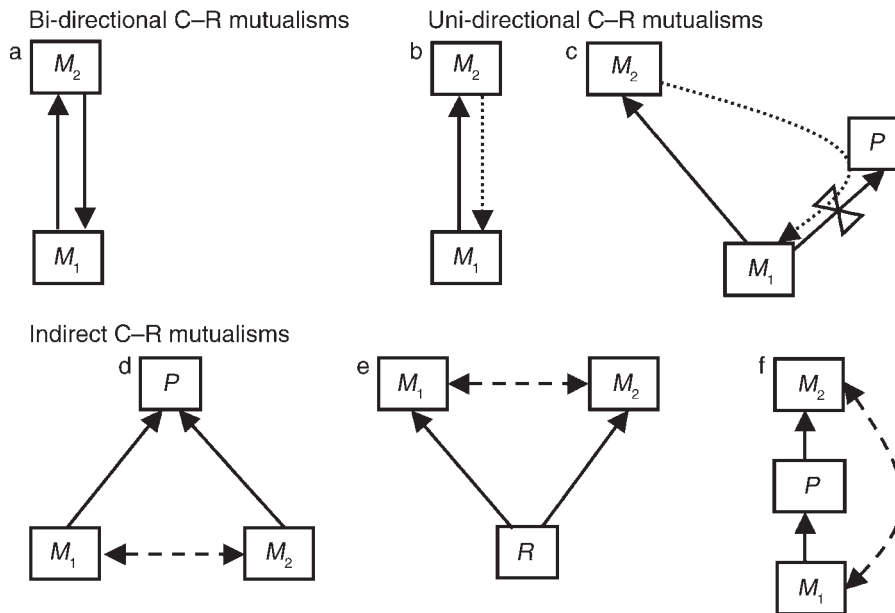 Bi-directional C–R mutualisms
Uni-directional C–R mutualisms
a
M₂
M₁
b
M₂
M₁
c
M₂
P
M₁
Indirect C–R mutualisms
d
P
M₁
M₂
e
M₁
M₂
R
f
M₂
P
M₁